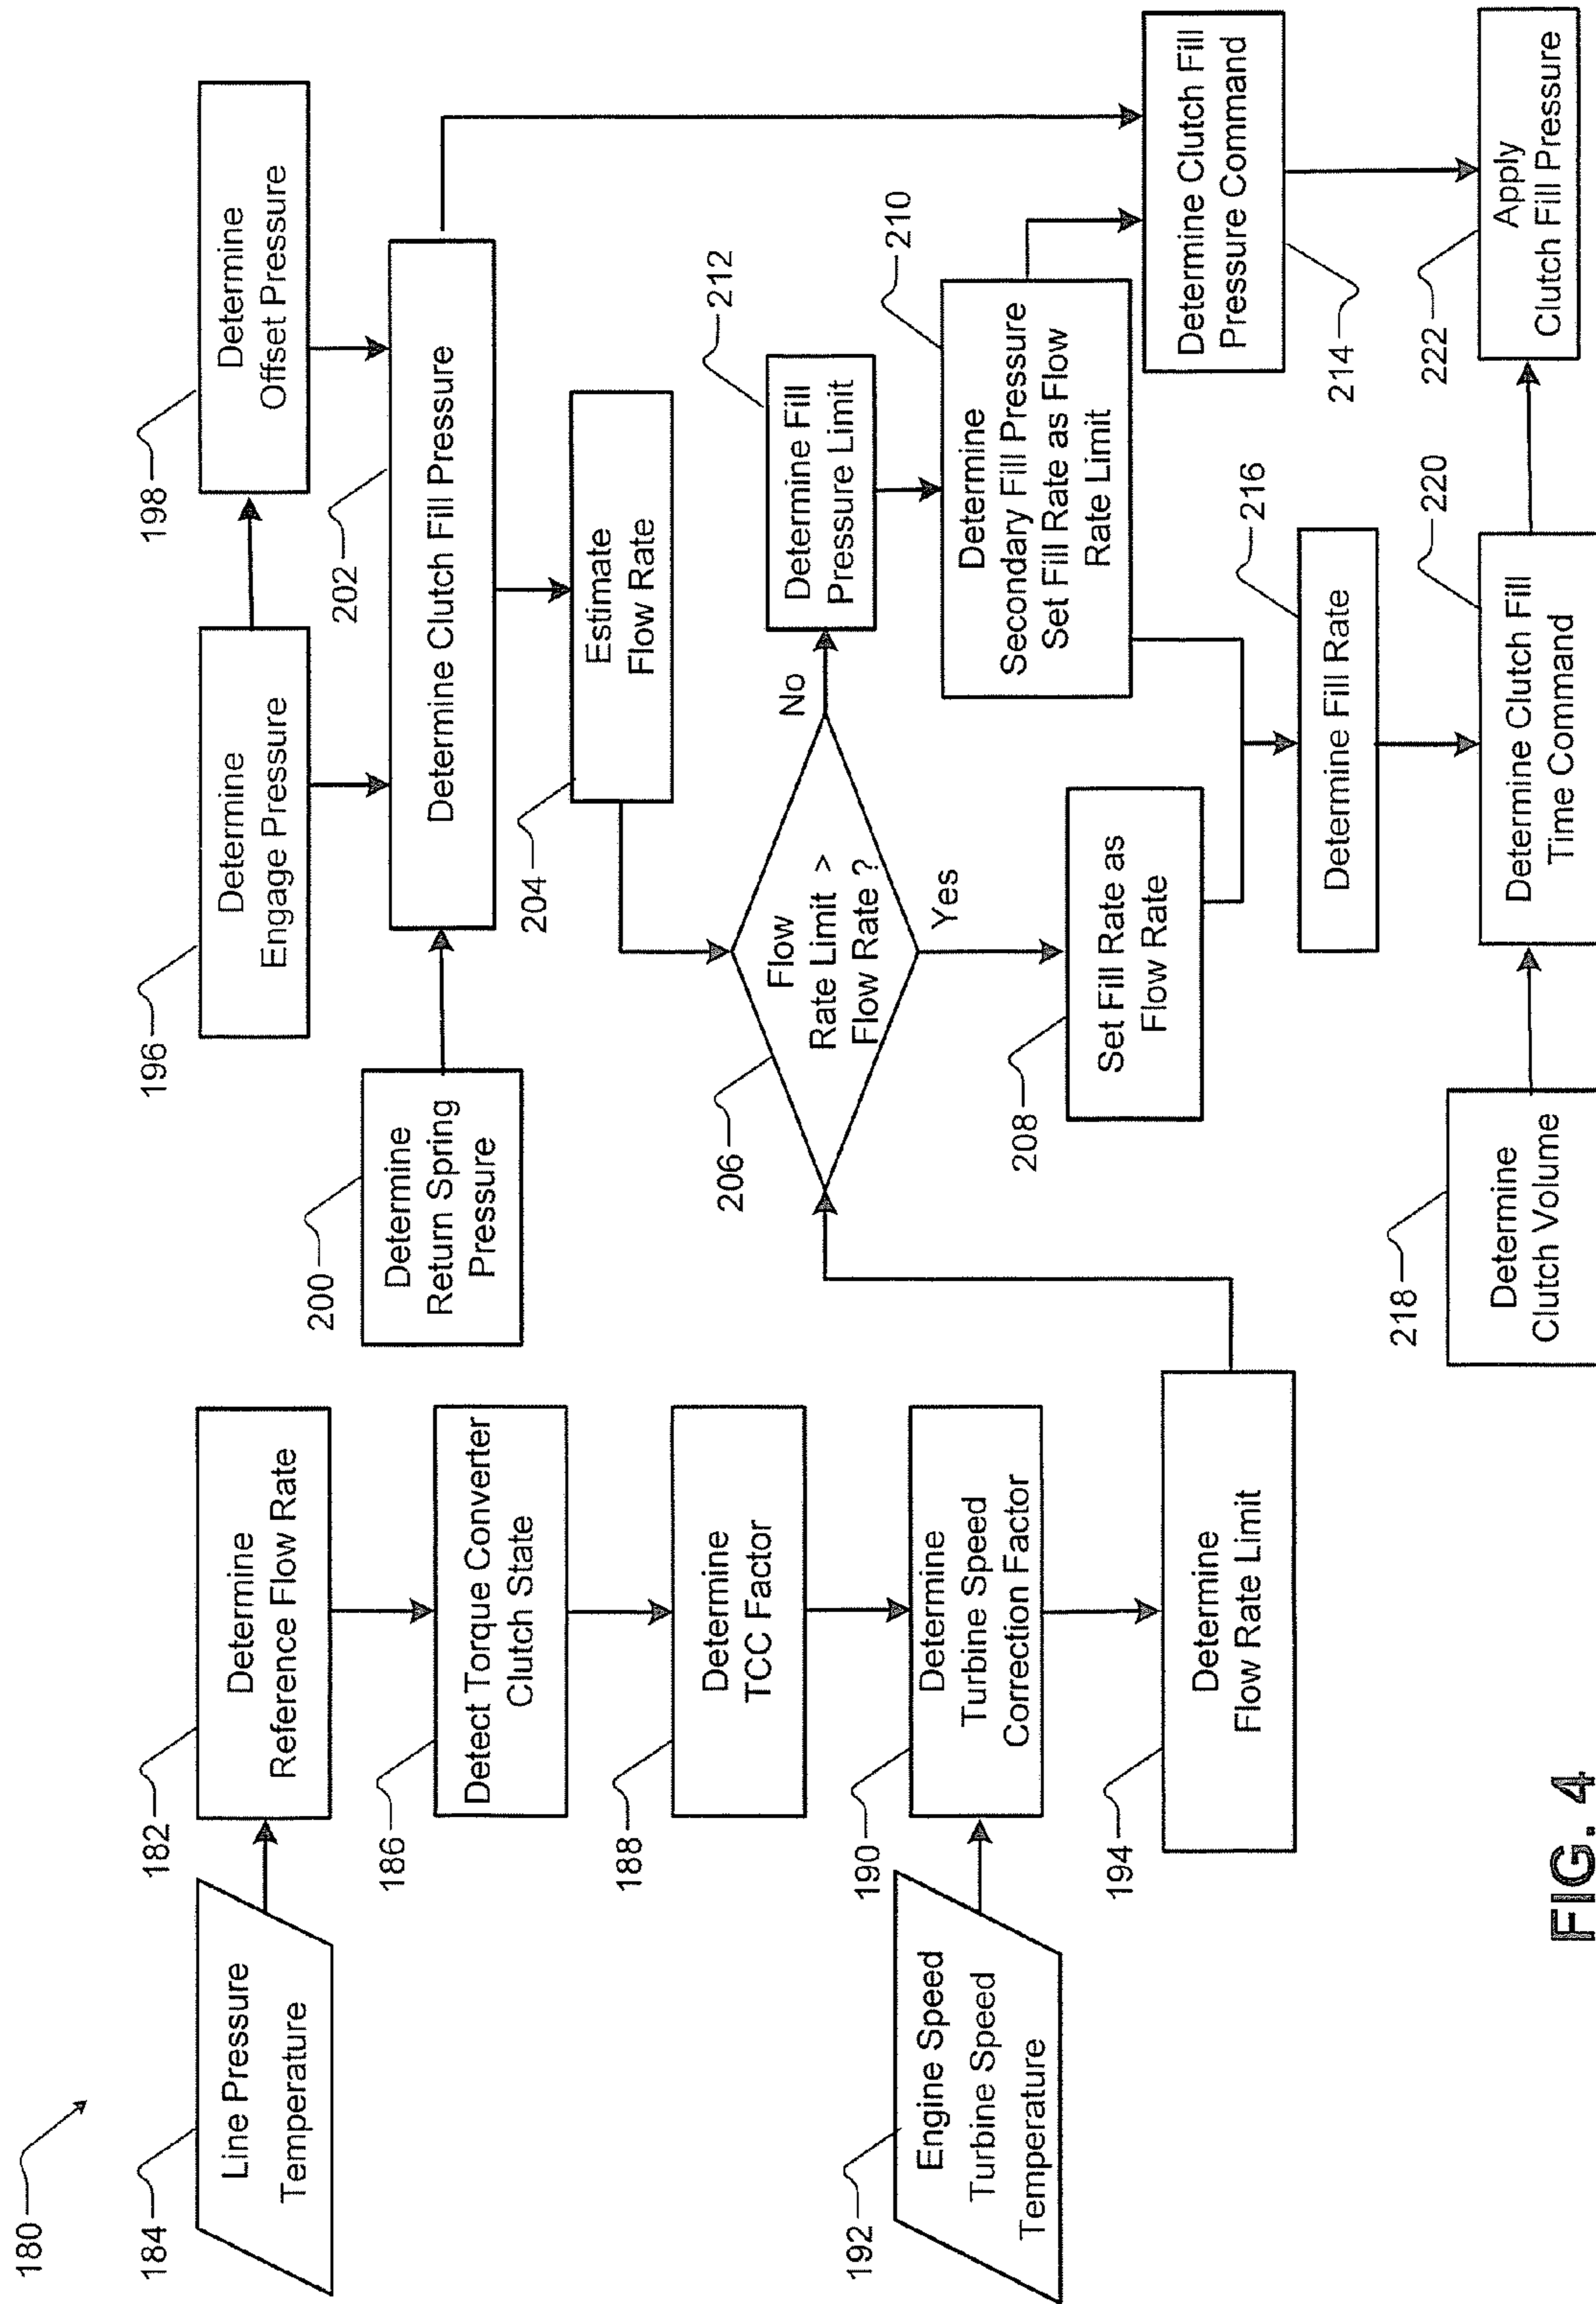 180
184
Line Pressure
Temperature
182
Determine
Reference Flow Rate
186
Detect Torque Converter
Clutch State
188
Determine
TCC Factor
192
Engine Speed
Turbine Speed
Temperature
190
Determine
Turbine Speed
Correction Factor
194
Determine
Flow Rate Limit
196
Determine
Engage Pressure
198
Determine
Offset Pressure
200
Determine
Return Spring
Pressure
202
Determine Clutch Fill Pressure
204
Estimate
Flow Rate
206
Flow
Rate Limit >
Flow Rate ?
No
Yes
212
Determine Fill
Pressure Limit
208
Set Fill Rate as
Flow Rate
210
Determine
Secondary Fill Pressure
Set Fill Rate as Flow
Rate Limit
Determine Clutch Fill
Pressure Command
214
216
Determine Fill Rate
218
Determine
Clutch Volume
220
Determine Clutch Fill
Time Command
222
Apply
Clutch Fill Pressure
FIG. 4